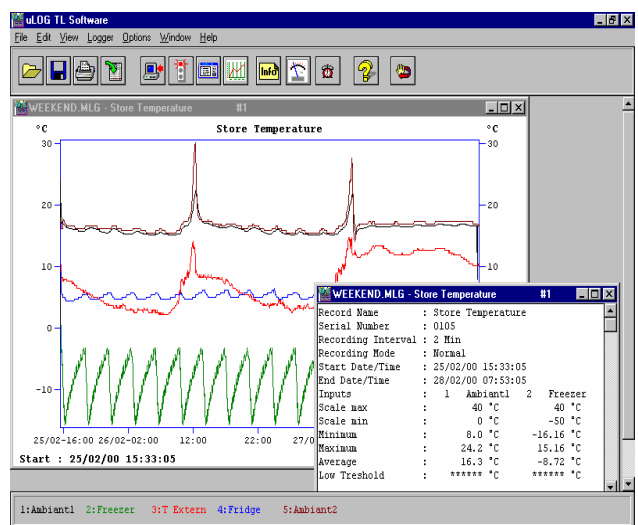 uLOG TL Software
File Edit View Logger Options Window Help
Info
WEEKEND.MLG - Store Temperature #1
°C Store Temperature °C
30 30
20 20
10 10
0
-10
25/02-16:00 26/02-02:00 12:00 22:00 27/0
Start : 25/02/00 15:33:05
WEEKEND.MLG - Store Temperature #1
Record Name : Store Temperature
Serial Number : 0105
Recording Interval : 2 Min
Recording Mode : Normal
Start Date/Time : 25/02/00 15:33:05
End Date/Time : 28/02/00 07:53:05
Inputs : 1 Ambiant1 2 Freezer
Scale max : 40 °C 40 °C
Scale min : 0 °C -50 °C
Minimum : 8.0 °C -16.16 °C
Maximum : 24.2 °C 15.16 °C
Average : 16.3 °C -8.72 °C
Low Treshold : ****** °C ****** °C
1:Ambiant1 2:Freezer 3:T Extern 4:Fridge 5:Ambiant2